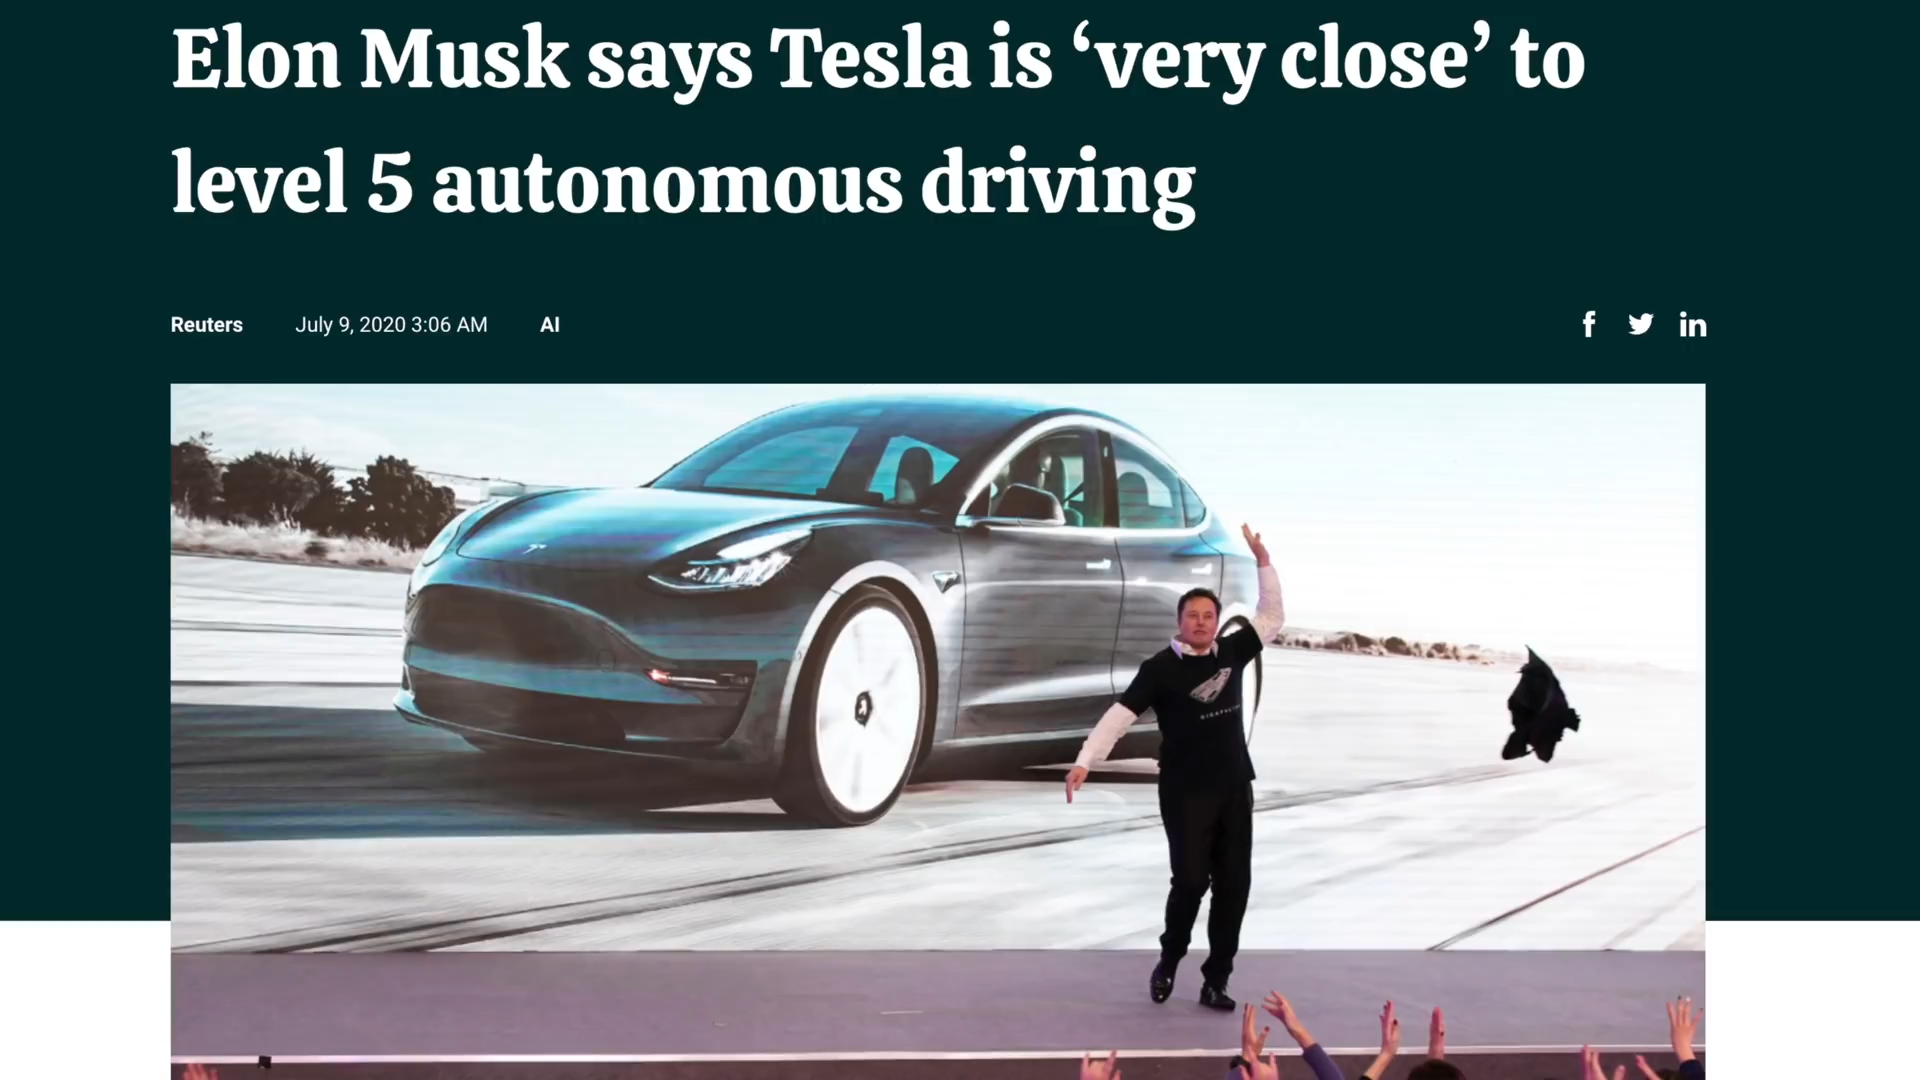 Elon Musk says Tesla is ‘very close’ to
level 5 autonomous driving
Reuters July 9, 2020 3:06 AM AI